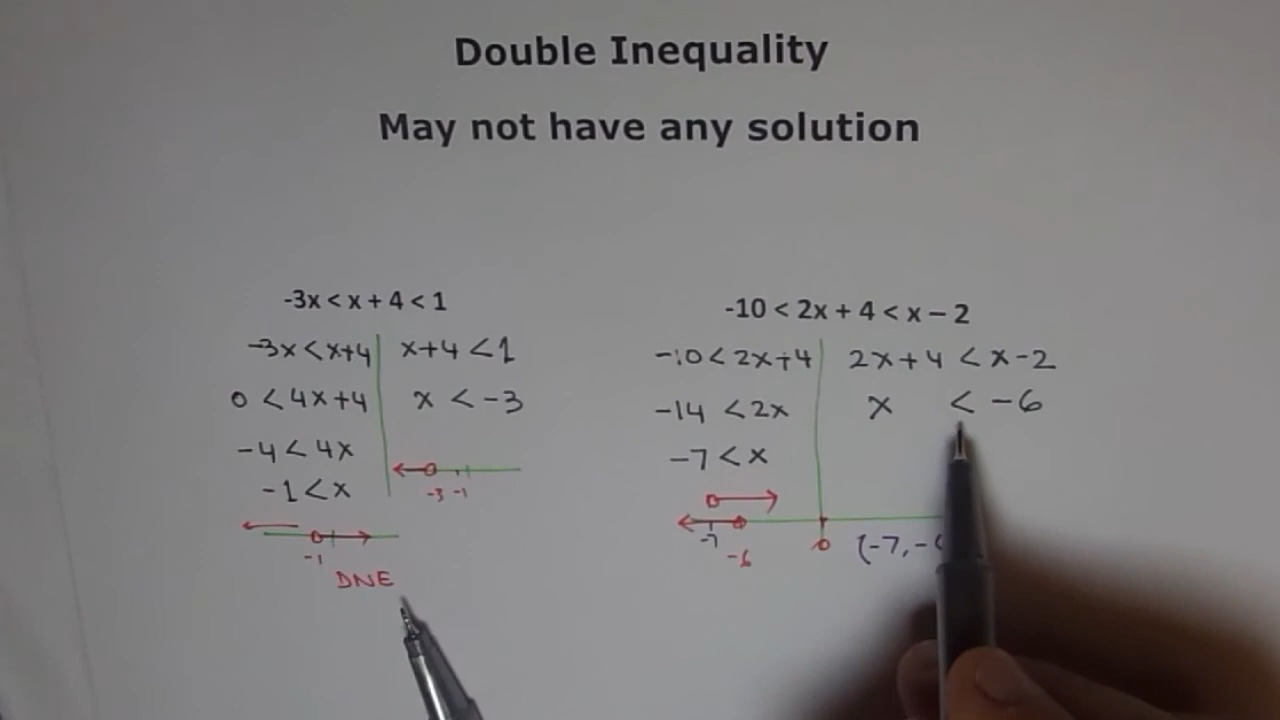 Double Inequality
May not have any solution
-3x < x + 4 < 1
-3x < x+4
x+4 < 1
0 < 4x+4
x < -3
-4 < 4x
-1 < x
-3 -1
-1
DNE
-10 < 2x + 4 < x – 2
-10 < 2x+4
2x+4 < x-2
-14 < 2x
x < -6
-7 < x
-7
-6
0
(-7, -